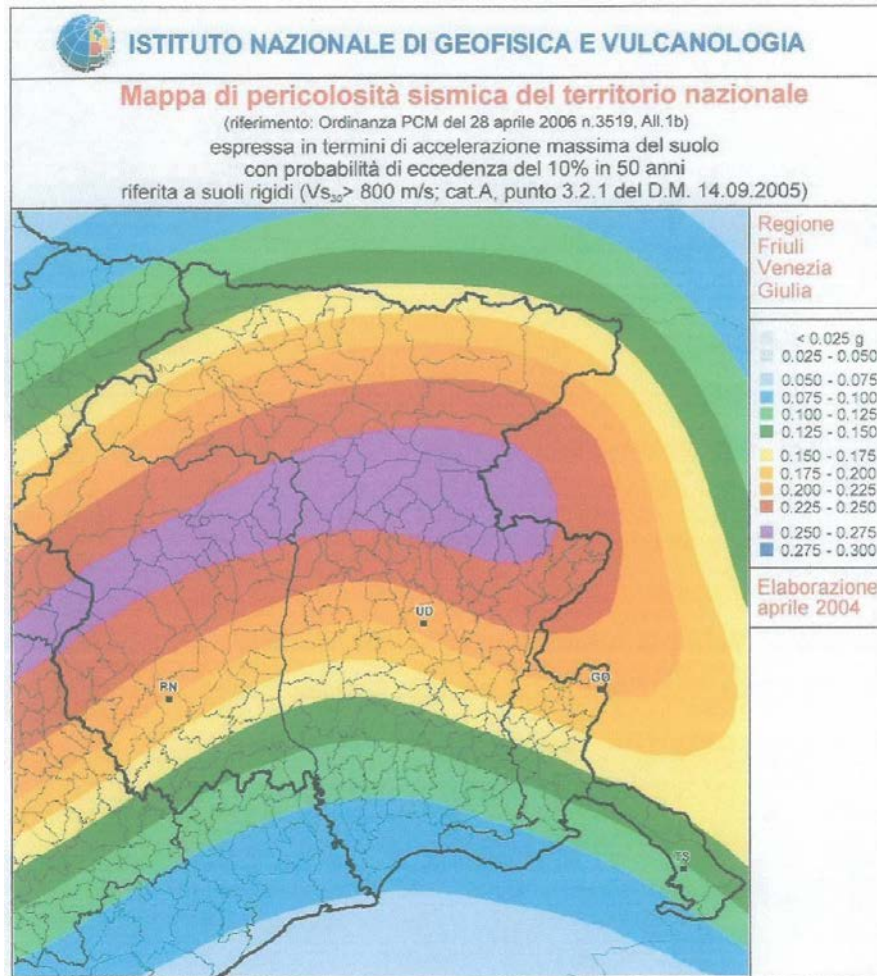 ISTITUTO NAZIONALE DI GEOFISICA E VULCANOLOGIA
Mappa di pericolosità sismica del territorio nazionale
(riferimento: Ordinanza PCM del 28 aprile 2006 n.3519, All.1b)
espressa in termini di accelerazione massima del suolo
con probabilità di eccedenza del 10% in 50 anni
riferita a suoli rigidi (Vs₃₀> 800 m/s; cat.A, punto 3.2.1 del D.M. 14.09.2005)
Regione
Friuli
Venezia
Giulia
< 0.025 g
0.025 - 0.050
0.050 - 0.075
0.075 - 0.100
0.100 - 0.125
0.125 - 0.150
0.150 - 0.175
0.175 - 0.200
0.200 - 0.225
0.225 - 0.250
0.250 - 0.275
0.275 - 0.300
Elaborazione
aprile 2004
UD
PN
GO
TS